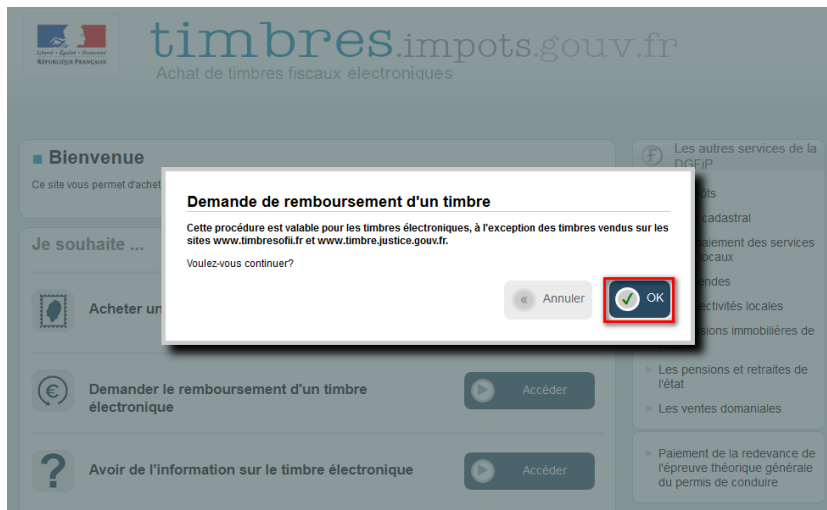 Liberté • Égalité • Fraternité
RÉPUBLIQUE FRANÇAISE
timbres.impots.gouv.fr
Achat de timbres fiscaux électroniques
Bienvenue
Ce site vous permet d'achet
Je souhaite ...
Acheter un
Demander le remboursement d'un timbre
électronique
Accéder
Avoir de l'information sur le timbre électronique
Accéder
Demande de remboursement d'un timbre
Cette procédure est valable pour les timbres électroniques, à l'exception des timbres vendus sur les
sites www.timbresofii.fr et www.timbre.justice.gouv.fr.
Voulez-vous continuer?
Annuler
OK
Les autres services de la
DGFiP
ôts
cadastral
aiement des services
ocaux
endes
ectivités locales
sions immobilières de
Les pensions et retraites de
l'état
Les ventes domaniales
Paiement de la redevance de
l'épreuve théorique générale
du permis de conduire